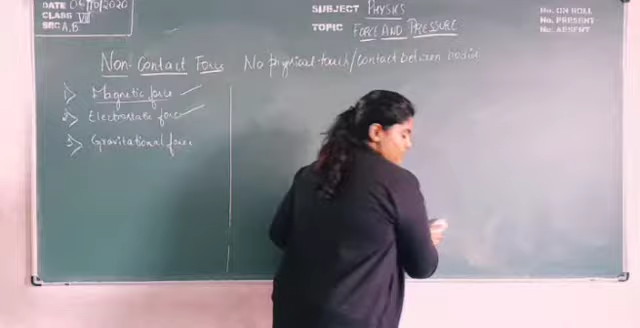 DATE 06/10/2020
CLASS VIII
SEC A,B
SUBJECT PHYSICS
TOPIC FORCE AND PRESSURE
No. ON ROLL
No. PRESENT
No. ABSENT
Non-Contact Force No physical touch/contact between bodies
1) Magnetic force
2) Electrostatic force
3) Gravitational force